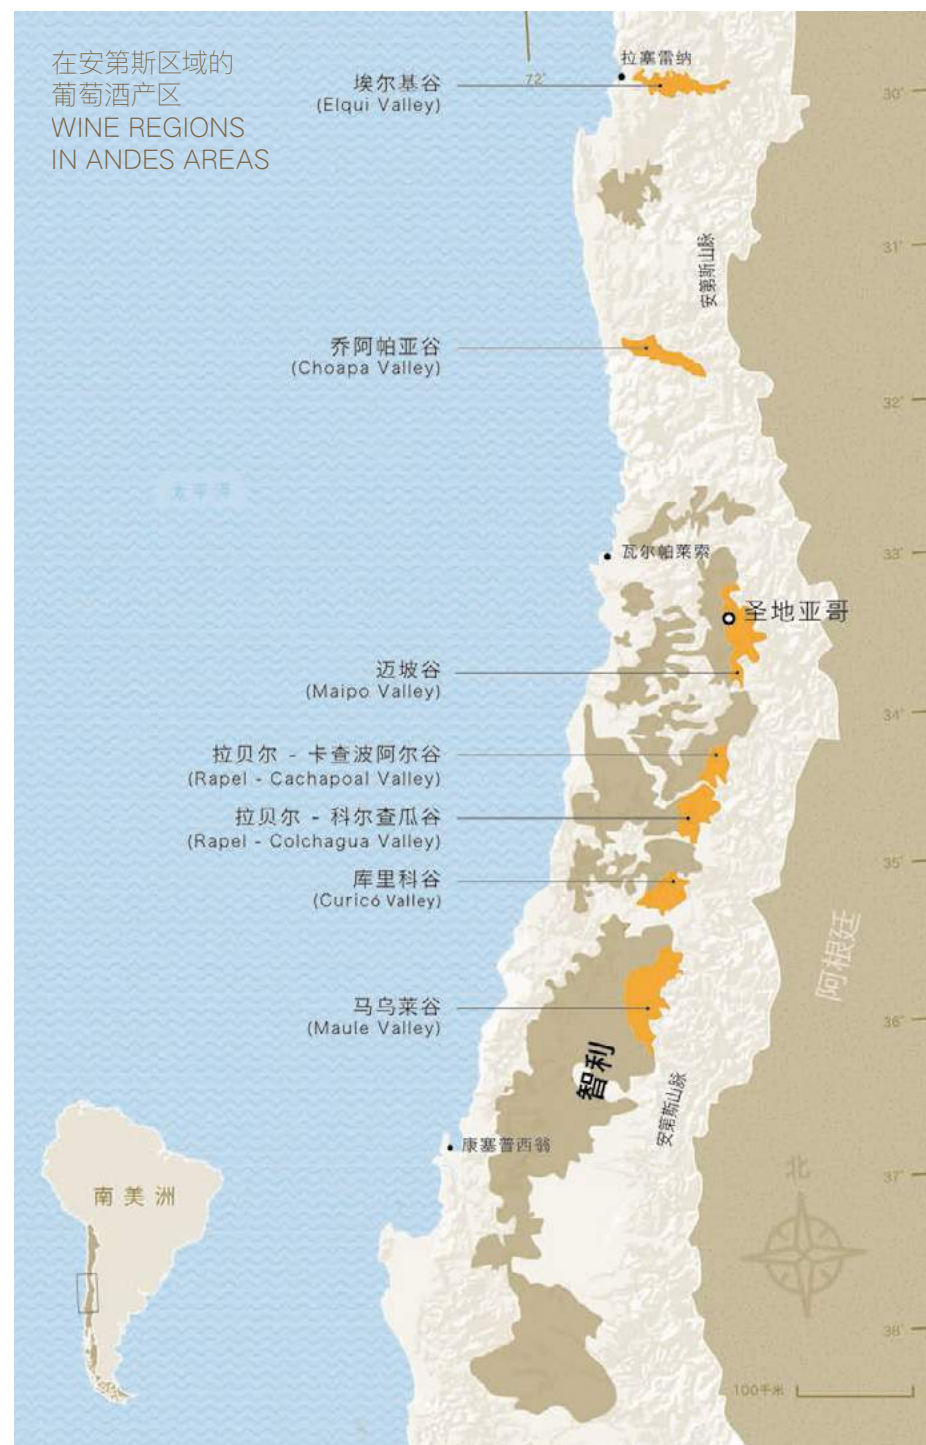 在安第斯区域的
葡萄酒产区
WINE REGIONS
IN ANDES AREAS
72°
拉塞雷纳
埃尔基谷
(Elqui Valley)
30°
31°
安第斯山脉
乔阿帕亚谷
(Choapa Valley)
32°
太平洋
33°
瓦尔帕莱索
圣地亚哥
迈坡谷
(Maipo Valley)
34°
拉贝尔 - 卡查波阿尔谷
(Rapel - Cachapoal Valley)
拉贝尔 - 科尔查瓜谷
(Rapel - Colchagua Valley)
35°
库里科谷
(Curicó Valley)
阿根廷
马乌莱谷
(Maule Valley)
36°
智利
安第斯山脉
康塞普西翁
北
37°
南美洲
38°
100千米